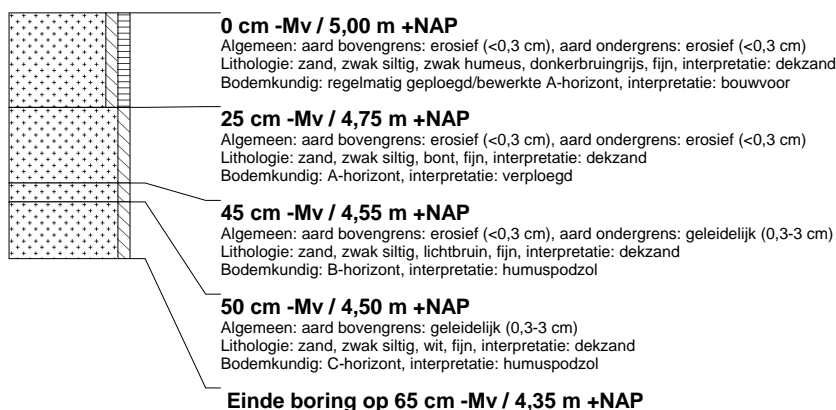 0 cm -Mv / 5,00 m +NAP
Algemeen: aard bovengrens: erosief (<0,3 cm), aard ondergrens: erosief (<0,3 cm)
Lithologie: zand, zwak siltig, zwak humeus, donkerbruingrijs, fijn, interpretatie: dekzand
Bodemkundig: regelmatig geploegd/bewerkte A-horizont, interpretatie: bouwvoor
25 cm -Mv / 4,75 m +NAP
Algemeen: aard bovengrens: erosief (<0,3 cm), aard ondergrens: erosief (<0,3 cm)
Lithologie: zand, zwak siltig, bont, fijn, interpretatie: dekzand
Bodemkundig: A-horizont, interpretatie: verploegd
45 cm -Mv / 4,55 m +NAP
Algemeen: aard bovengrens: erosief (<0,3 cm), aard ondergrens: geleidelijk (0,3-3 cm)
Lithologie: zand, zwak siltig, lichtbruin, fijn, interpretatie: dekzand
Bodemkundig: B-horizont, interpretatie: humuspodzol
50 cm -Mv / 4,50 m +NAP
Algemeen: aard bovengrens: geleidelijk (0,3-3 cm)
Lithologie: zand, zwak siltig, wit, fijn, interpretatie: dekzand
Bodemkundig: C-horizont, interpretatie: humuspodzol
Einde boring op 65 cm -Mv / 4,35 m +NAP